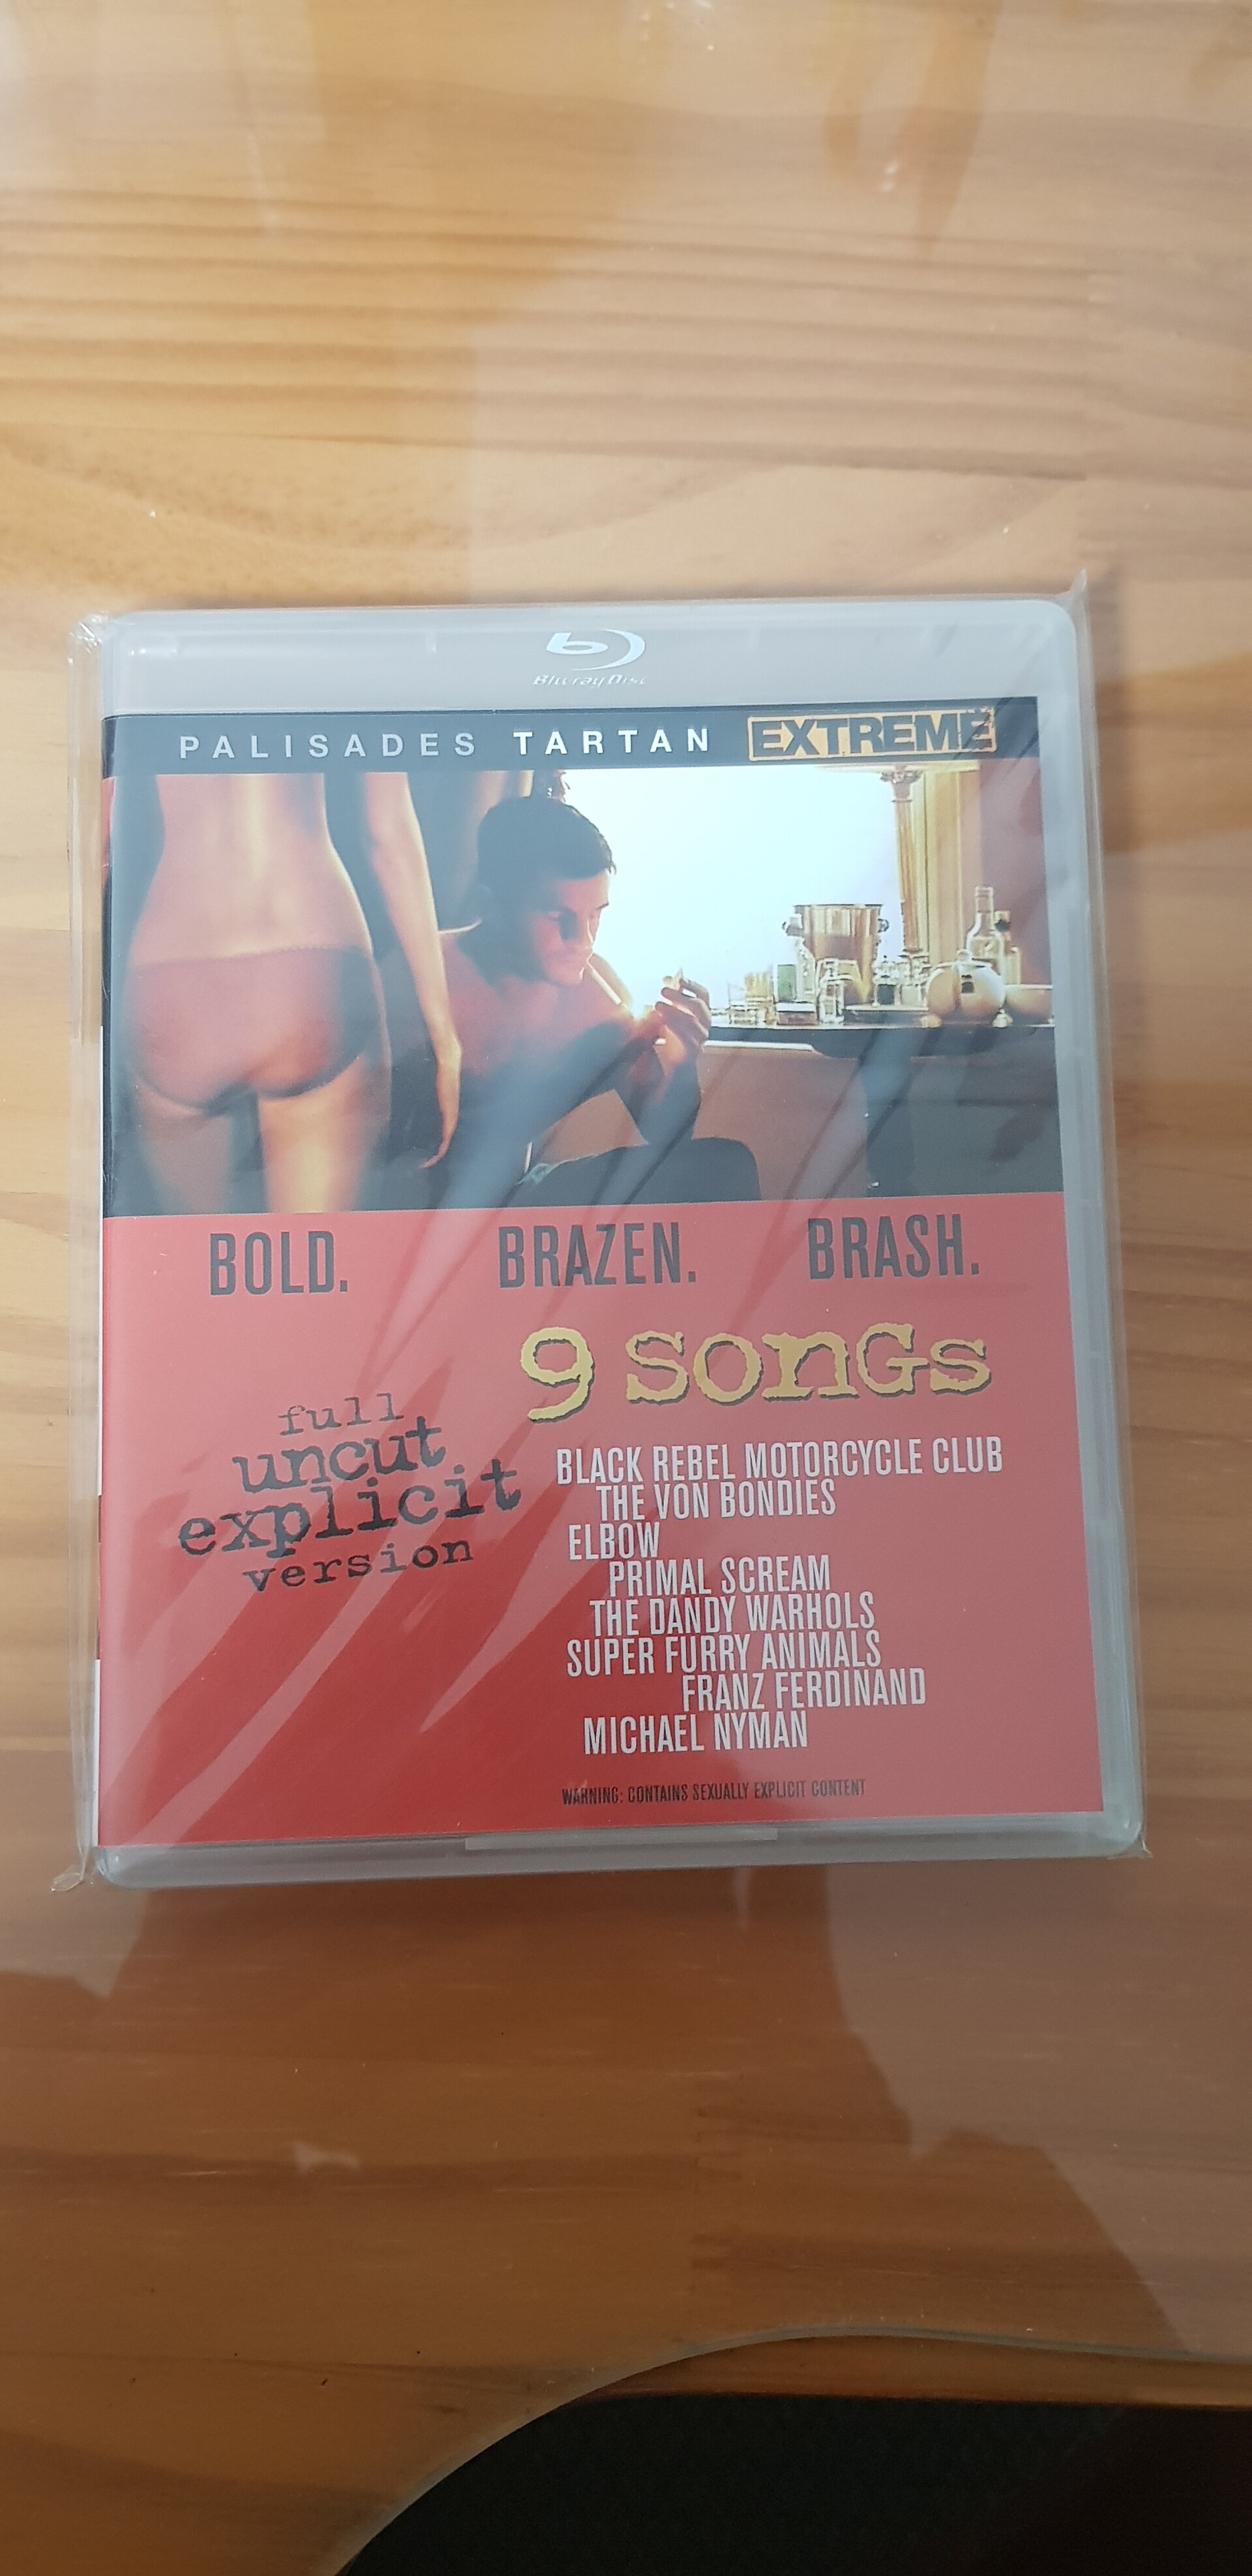 Blu-ray Disc
PALISADES TARTAN EXTREME
BOLD. BRAZEN. BRASH.
9 SONGS
full
uncut
explicit
version
BLACK REBEL MOTORCYCLE CLUB
THE VON BONDIES
ELBOW
PRIMAL SCREAM
THE DANDY WARHOLS
SUPER FURRY ANIMALS
FRANZ FERDINAND
MICHAEL NYMAN
WARNING: CONTAINS SEXUALLY EXPLICIT CONTENT